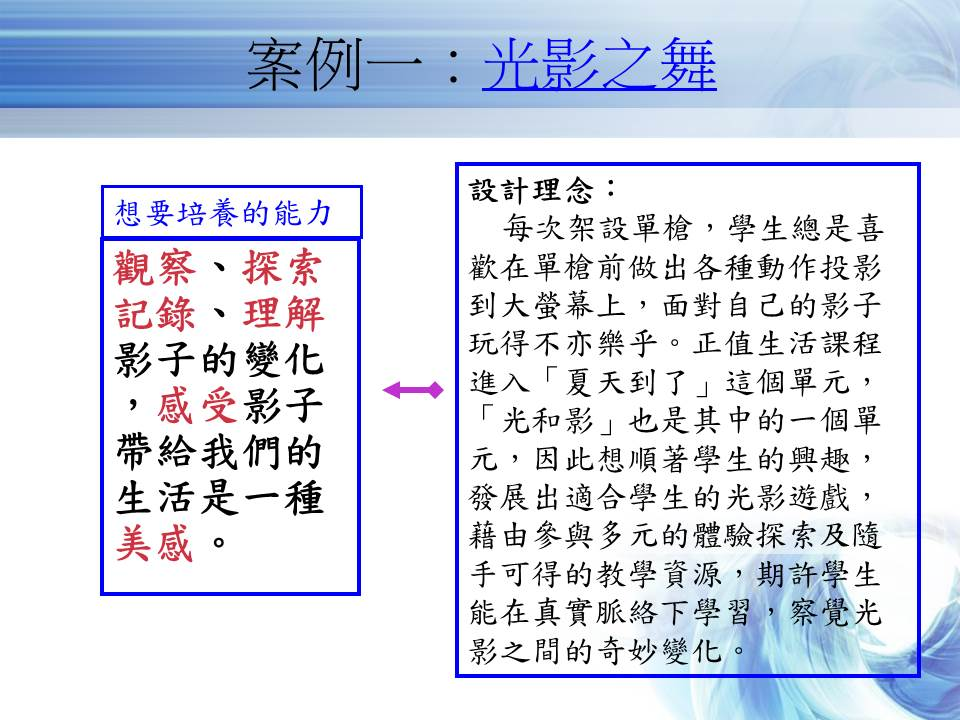 案例一：光影之舞
想要培養的能力
觀察、探索
記錄、理解
影子的變化
，感受影子
帶給我們的
生活是一種
美感。
設計理念：
每次架設單槍，學生總是喜
歡在單槍前做出各種動作投影
到大螢幕上，面對自己的影子
玩得不亦樂乎。正值生活課程
進入「夏天到了」這個單元，
「光和影」也是其中的一個單
元，因此想順著學生的興趣，
發展出適合學生的光影遊戲，
藉由參與多元的體驗探索及隨
手可得的教學資源，期許學生
能在真實脈絡下學習，察覺光
影之間的奇妙變化。